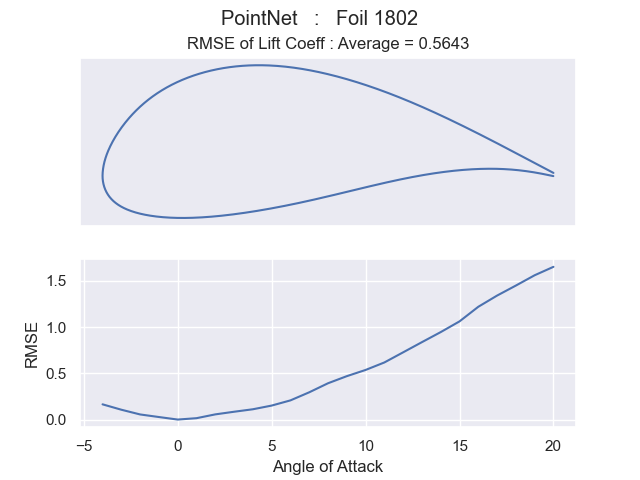 PointNet : Foil 1802
RMSE of Lift Coeff : Average = 0.5643
1.5
1.0
0.5
0.0
RMSE
−5 0 5 10 15 20
Angle of Attack